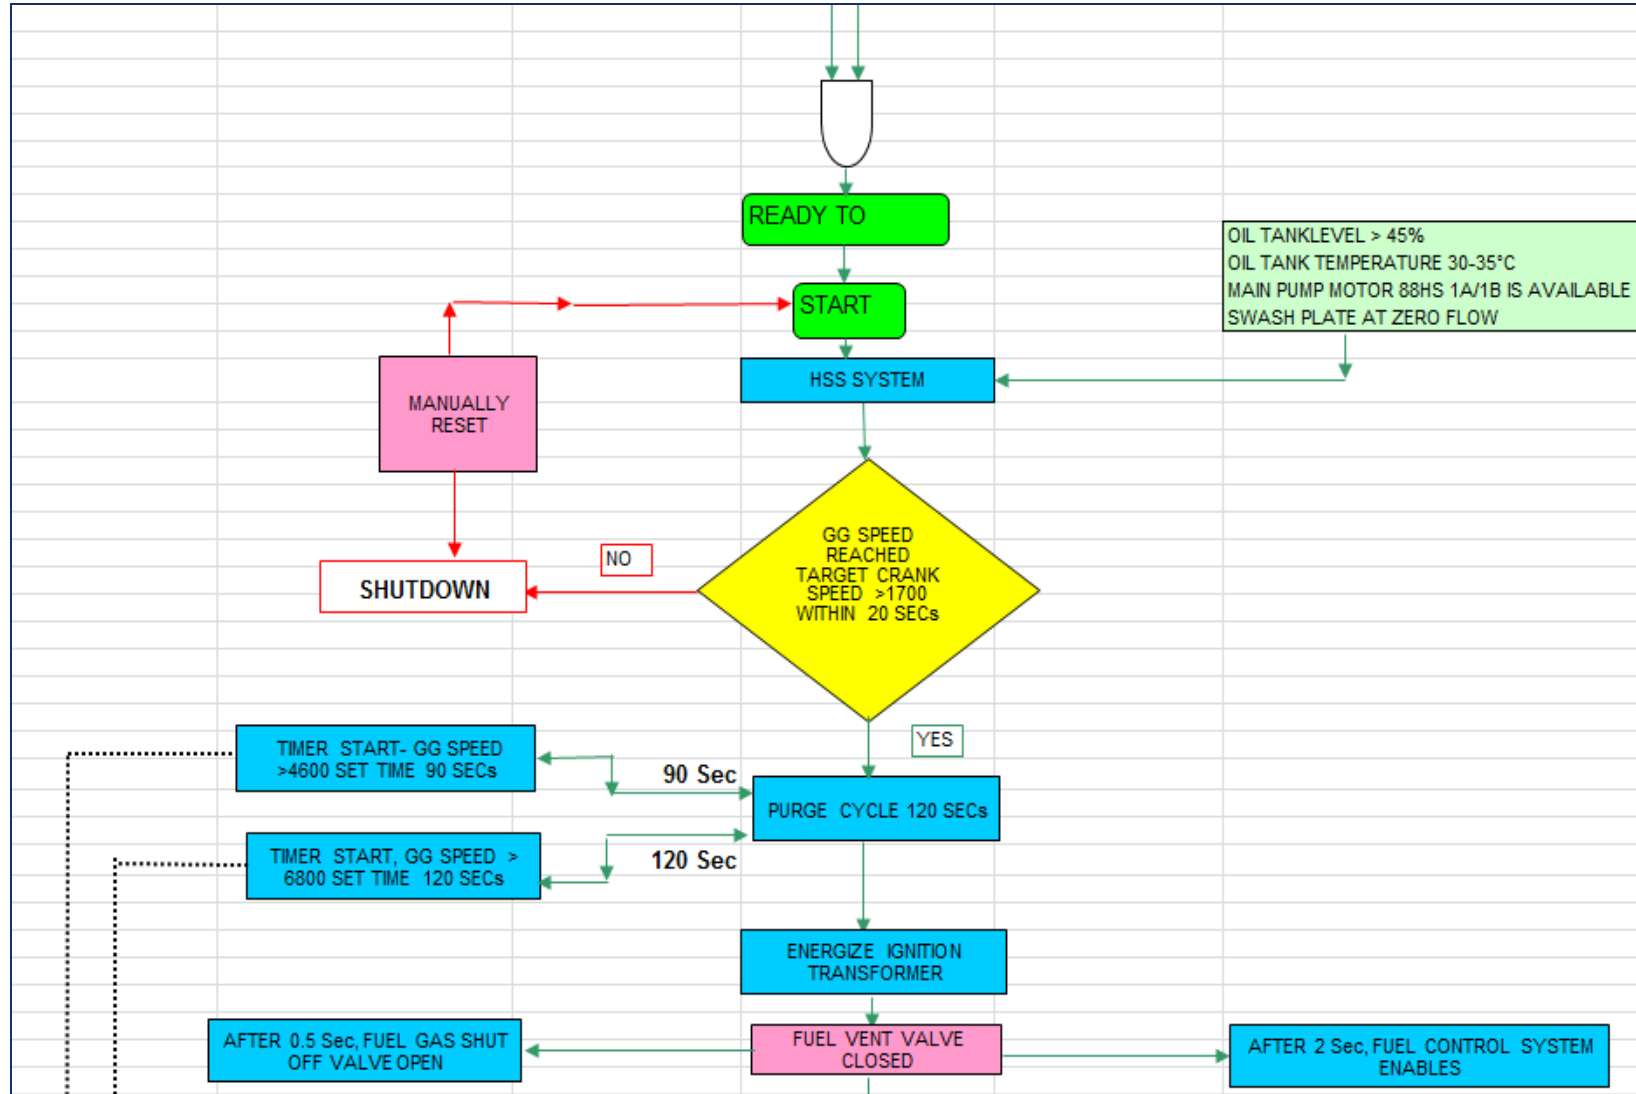 READY TO
OIL TANKLEVEL > 45%
OIL TANK TEMPERATURE 30-35°C
MAIN PUMP MOTOR 88HS 1A/1B IS AVAILABLE
SWASH PLATE AT ZERO FLOW
START
HSS SYSTEM
MANUALLY
RESET
GG SPEED
REACHED
TARGET CRANK
SPEED >1700
WITHIN 20 SECs
NO
SHUTDOWN
YES
TIMER START- GG SPEED
>4600 SET TIME 90 SECs
90 Sec
PURGE CYCLE 120 SECs
TIMER START, GG SPEED >
6800 SET TIME 120 SECs
120 Sec
ENERGIZE IGNITION
TRANSFORMER
AFTER 0.5 Sec, FUEL GAS SHUT
OFF VALVE OPEN
FUEL VENT VALVE
CLOSED
AFTER 2 Sec, FUEL CONTROL SYSTEM
ENABLES